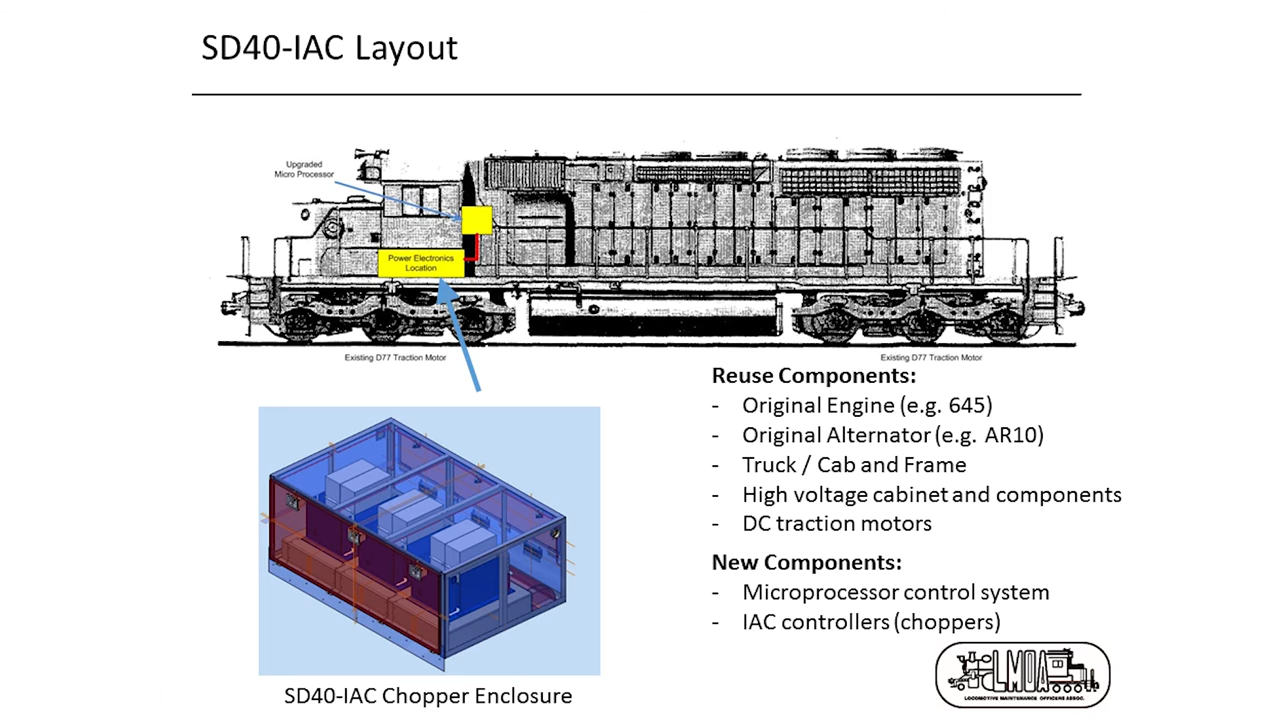 SD40-IAC Layout
Upgraded
Micro Processor
Power Electronics
Location
Existing D77 Traction Motor
Existing D77 Traction Motor
Reuse Components:
- Original Engine (e.g. 645)
- Original Alternator (e.g. AR10)
- Truck / Cab and Frame
- High voltage cabinet and components
- DC traction motors
New Components:
- Microprocessor control system
- IAC controllers (choppers)
SD40-IAC Chopper Enclosure
LMOA
LOCOMOTIVE MAINTENANCE OFFICERS ASSOC.